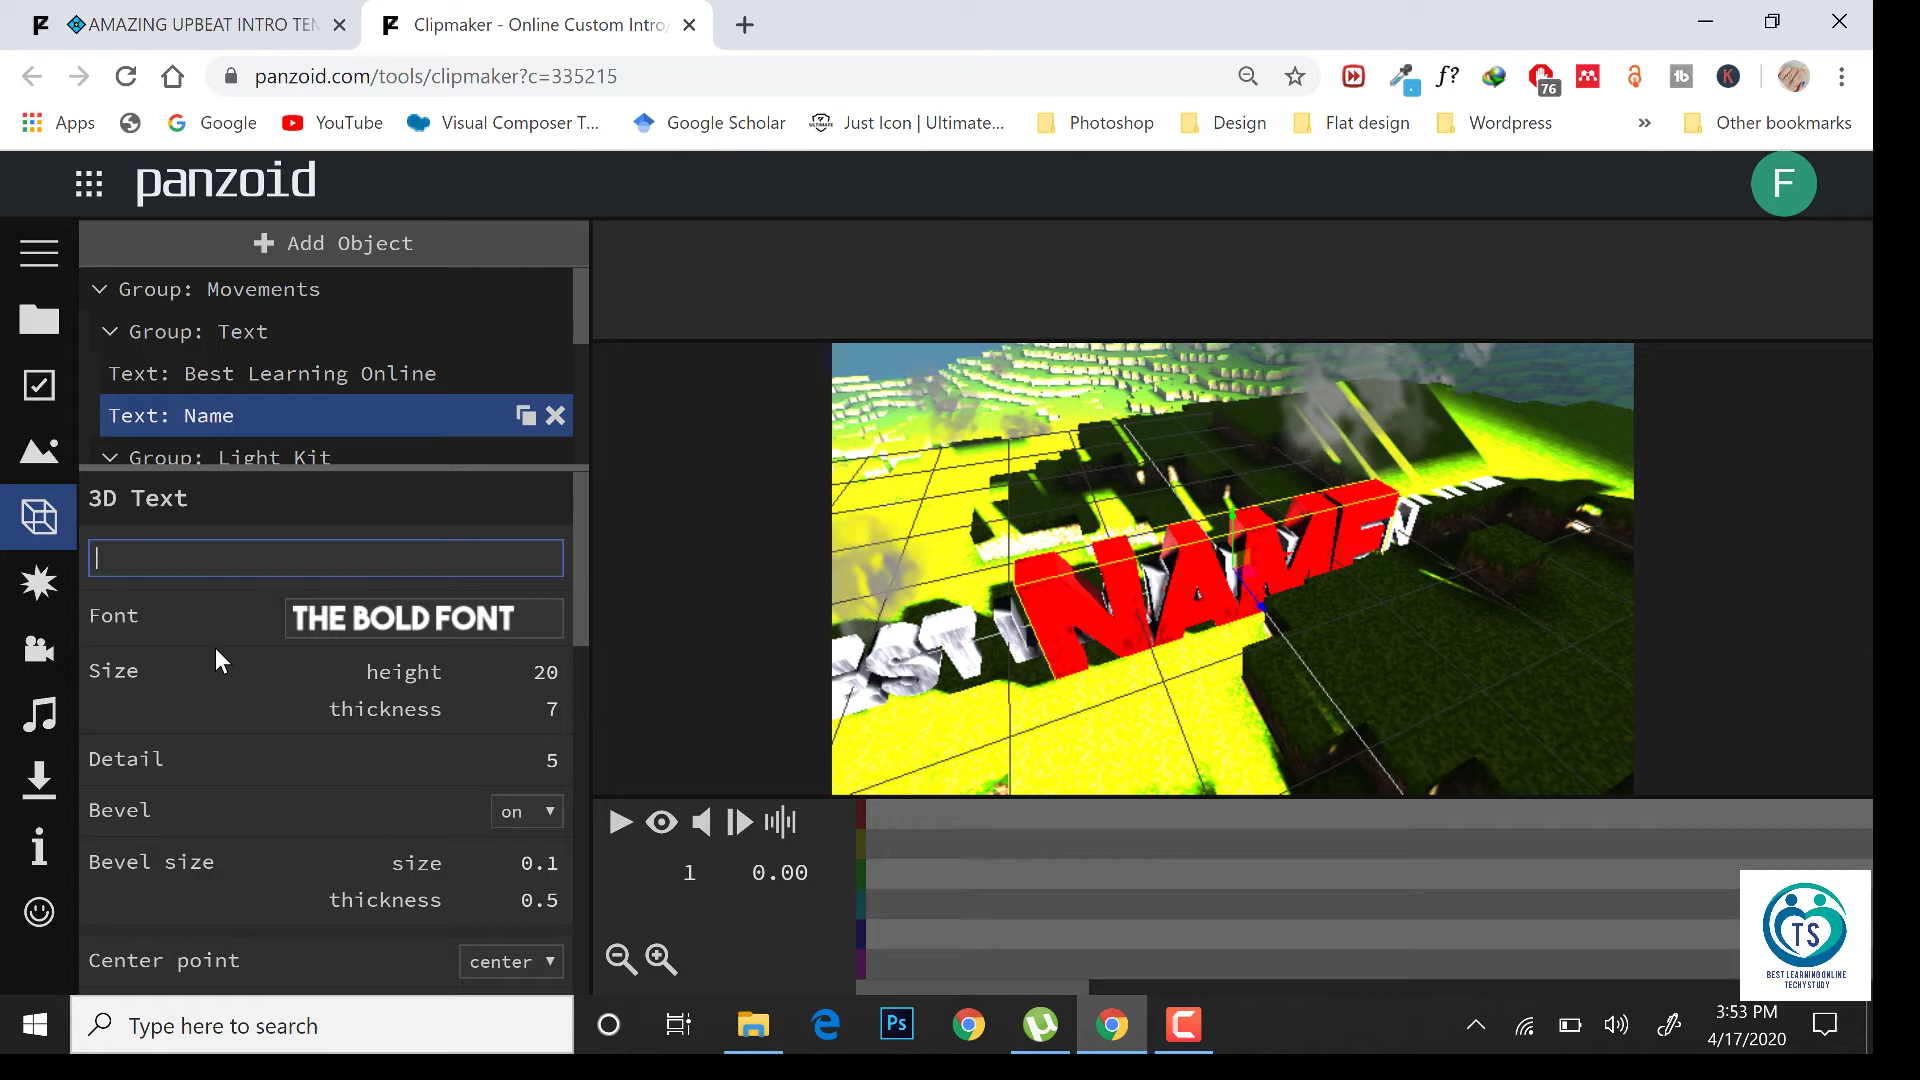 AMAZING UPBEAT INTRO TEM
Clipmaker - Online Custom Intro/
panzoid.com/tools/clipmaker?c=335215
f?
76
tb
K
Apps
Google
YouTube
Visual Composer T...
Google Scholar
Just Icon | Ultimate...
Photoshop
Design
Flat design
Wordpress
»
Other bookmarks
panzoid
F
Add Object
Group: Movements
Group: Text
Text: Best Learning Online
Text: Name
Group: Light Kit
3D Text
Font
THE BOLD FONT
Size
height
20
thickness
7
Detail
5
Bevel
on
Bevel size
size
0.1
thickness
0.5
Center point
center
NAME
1
0.00
TS
BEST LEARNING ONLINE
TECHY STUDY
Type here to search
Ps
3:53 PM
4/17/2020